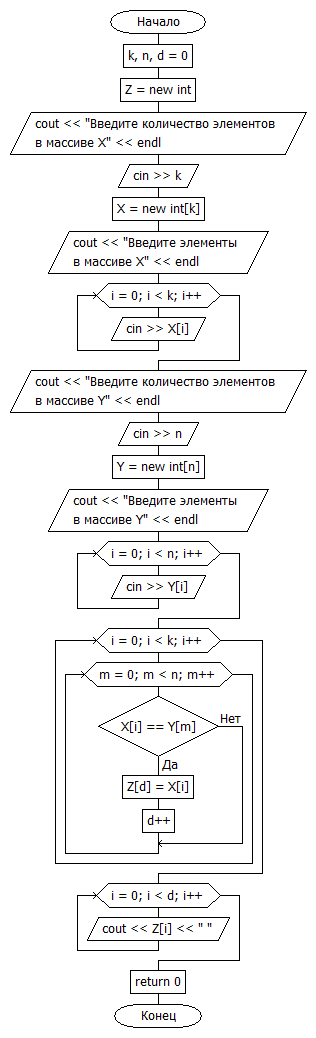 Начало
k, n, d = 0
Z = new int
cout << "Введите количество элементов
в массиве X" << endl
cin >> k
X = new int[k]
cout << "Введите элементы
в массиве X" << endl
i = 0; i < k; i++
cin >> X[i]
cout << "Введите количество элементов
в массиве Y" << endl
cin >> n
Y = new int[n]
cout << "Введите элементы
в массиве Y" << endl
i = 0; i < n; i++
cin >> Y[i]
i = 0; i < k; i++
m = 0; m < n; m++
X[i] == Y[m]
Нет
Да
Z[d] = X[i]
d++
i = 0; i < d; i++
cout << Z[i] << " "
return 0
Конец